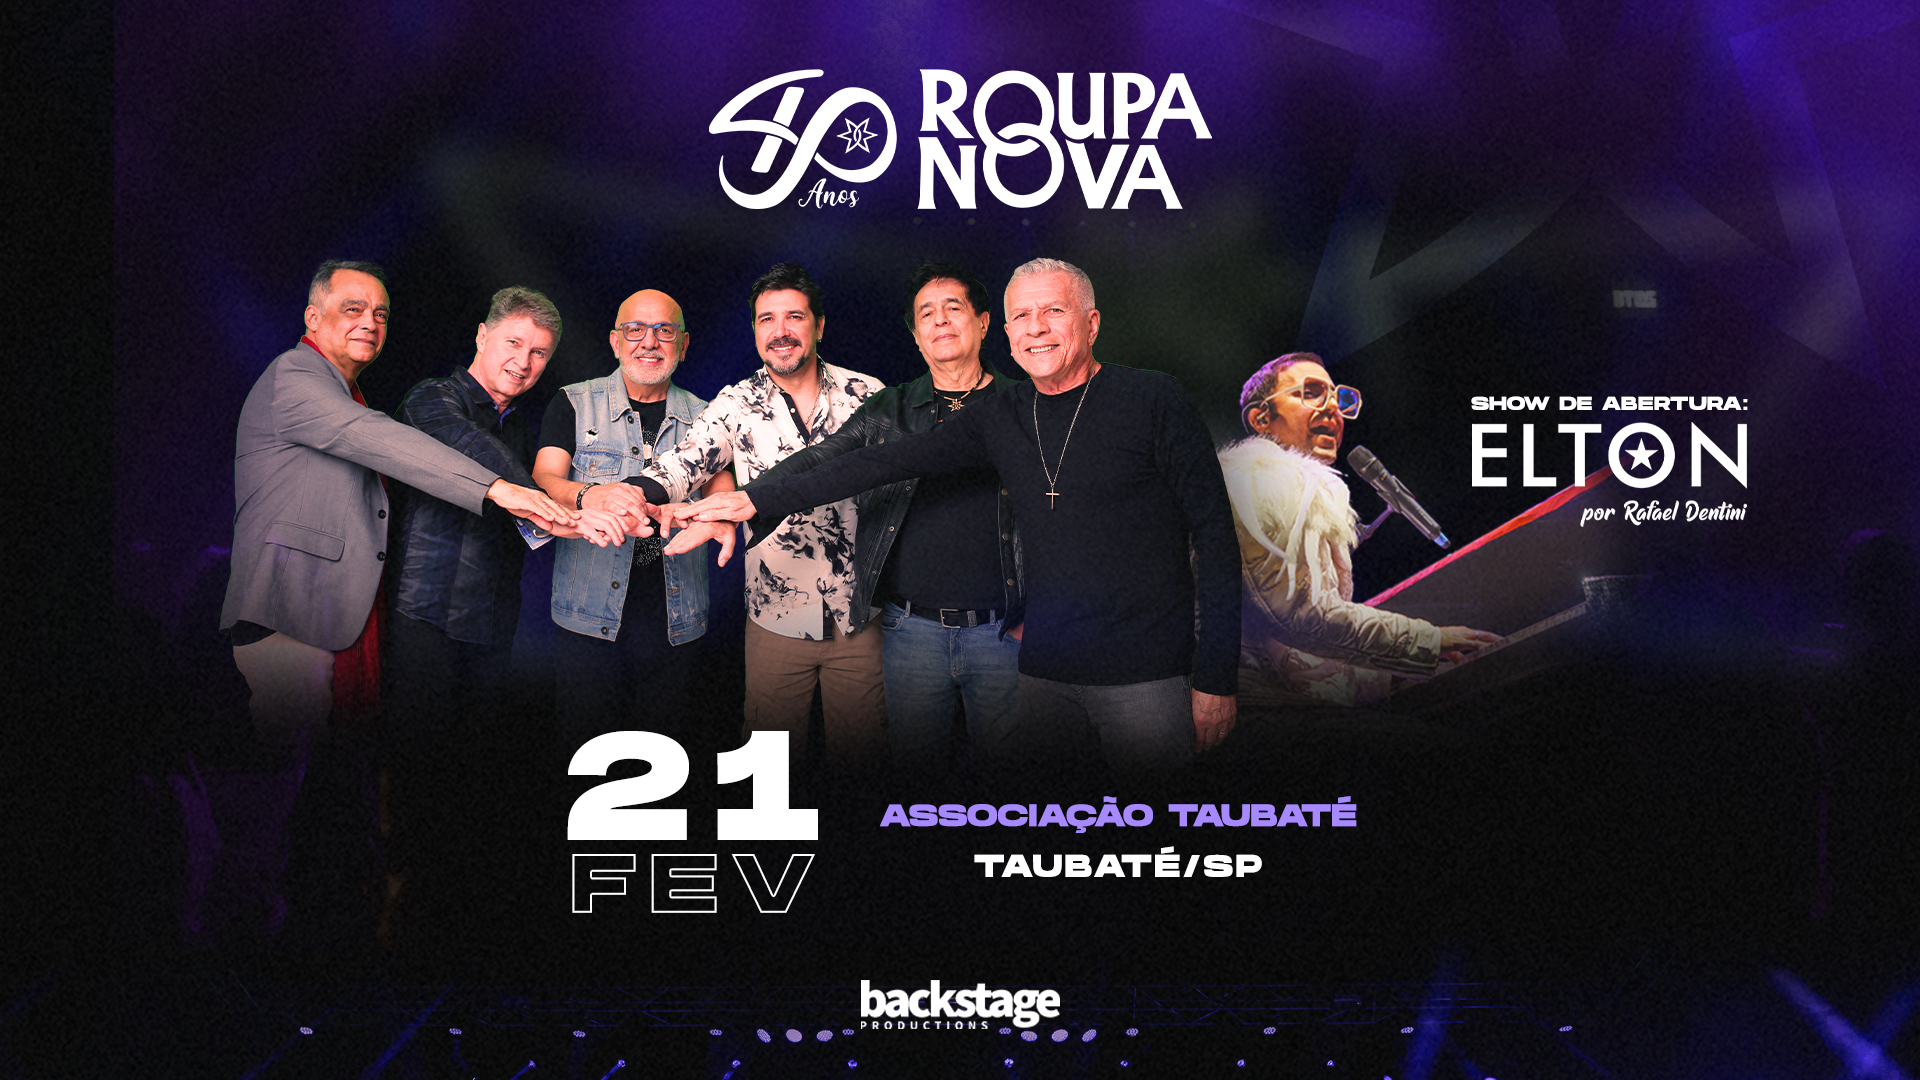 40 Anos
ROUPA
NOVA
SHOW DE ABERTURA:
ELTON
por Rafael Dentini
21
FEV
ASSOCIAÇÃO TAUBATÉ
TAUBATÉ/SP
backstage
PRODUCTIONS